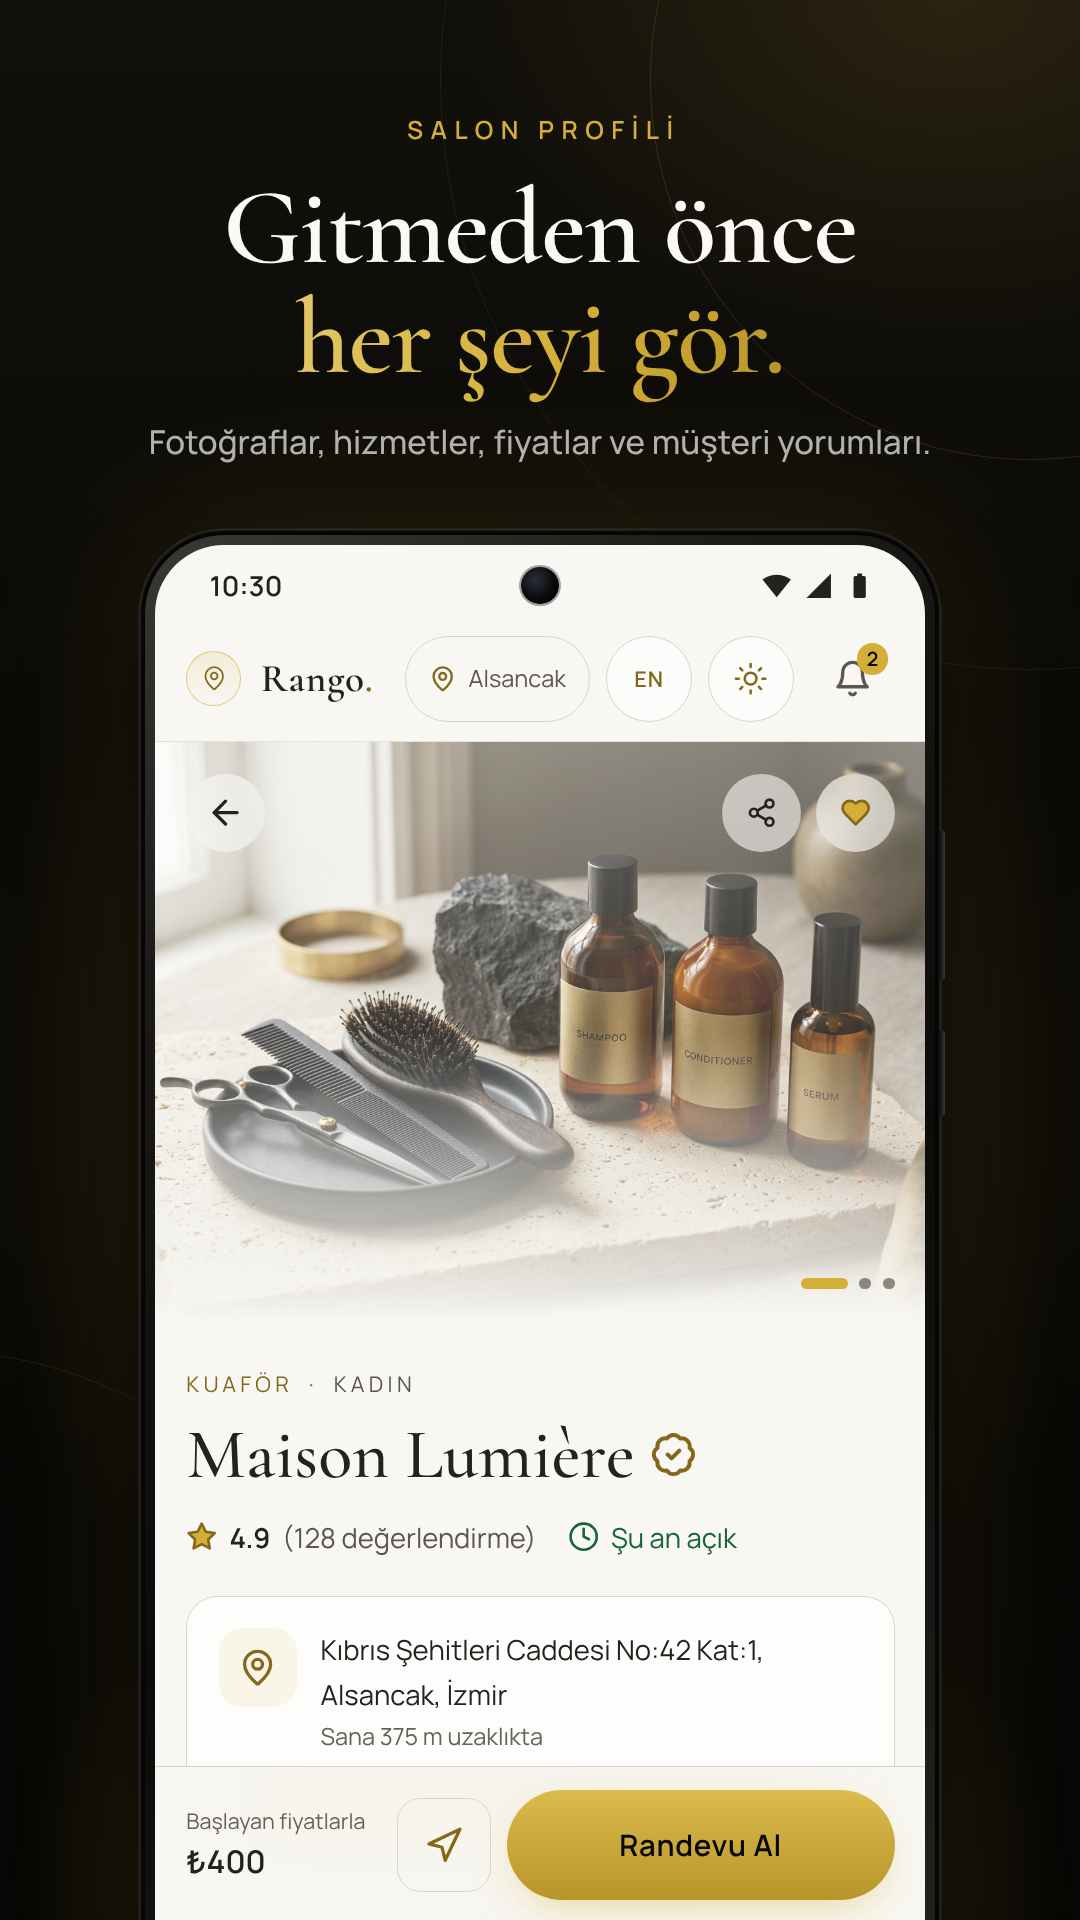 SALON PROFİLİ
Gitmeden önce
her şeyi gör.
Fotoğraflar, hizmetler, fiyatlar ve müşteri yorumları.
10:30
Rango.
Alsancak
EN
2
SHAMPOO
CONDITIONER
SERUM
KUAFÖR · KADIN
Maison Lumière
4.9 (128 değerlendirme)
Şu an açık
Kıbrıs Şehitleri Caddesi No:42 Kat:1,
Alsancak, İzmir
Sana 375 m uzaklıkta
Başlayan fiyatlarla
₺400
Randevu Al